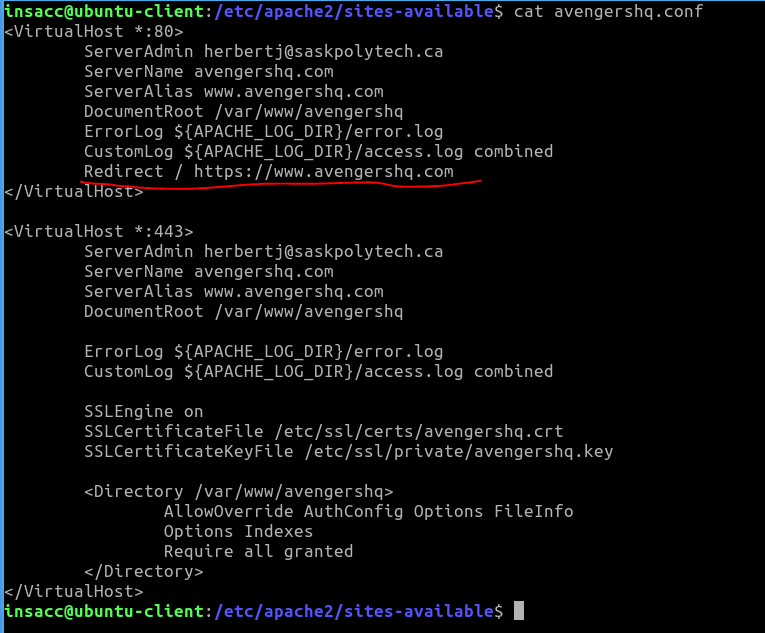 insacc@ubuntu-client:/etc/apache2/sites-available$ cat avengershq.conf
<VirtualHost *:80>
        ServerAdmin herbertj@saskpolytech.ca
        ServerName avengershq.com
        ServerAlias www.avengershq.com
        DocumentRoot /var/www/avengershq
        ErrorLog ${APACHE_LOG_DIR}/error.log
        CustomLog ${APACHE_LOG_DIR}/access.log combined
        Redirect / https://www.avengershq.com
</VirtualHost>

<VirtualHost *:443>
        ServerAdmin herbertj@saskpolytech.ca
        ServerName avengershq.com
        ServerAlias www.avengershq.com
        DocumentRoot /var/www/avengershq

        ErrorLog ${APACHE_LOG_DIR}/error.log
        CustomLog ${APACHE_LOG_DIR}/access.log combined

        SSLEngine on
        SSLCertificateFile /etc/ssl/certs/avengershq.crt
        SSLCertificateKeyFile /etc/ssl/private/avengershq.key

        <Directory /var/www/avengershq>
                AllowOverride AuthConfig Options FileInfo
                Options Indexes
                Require all granted
        </Directory>
</VirtualHost>
insacc@ubuntu-client:/etc/apache2/sites-available$